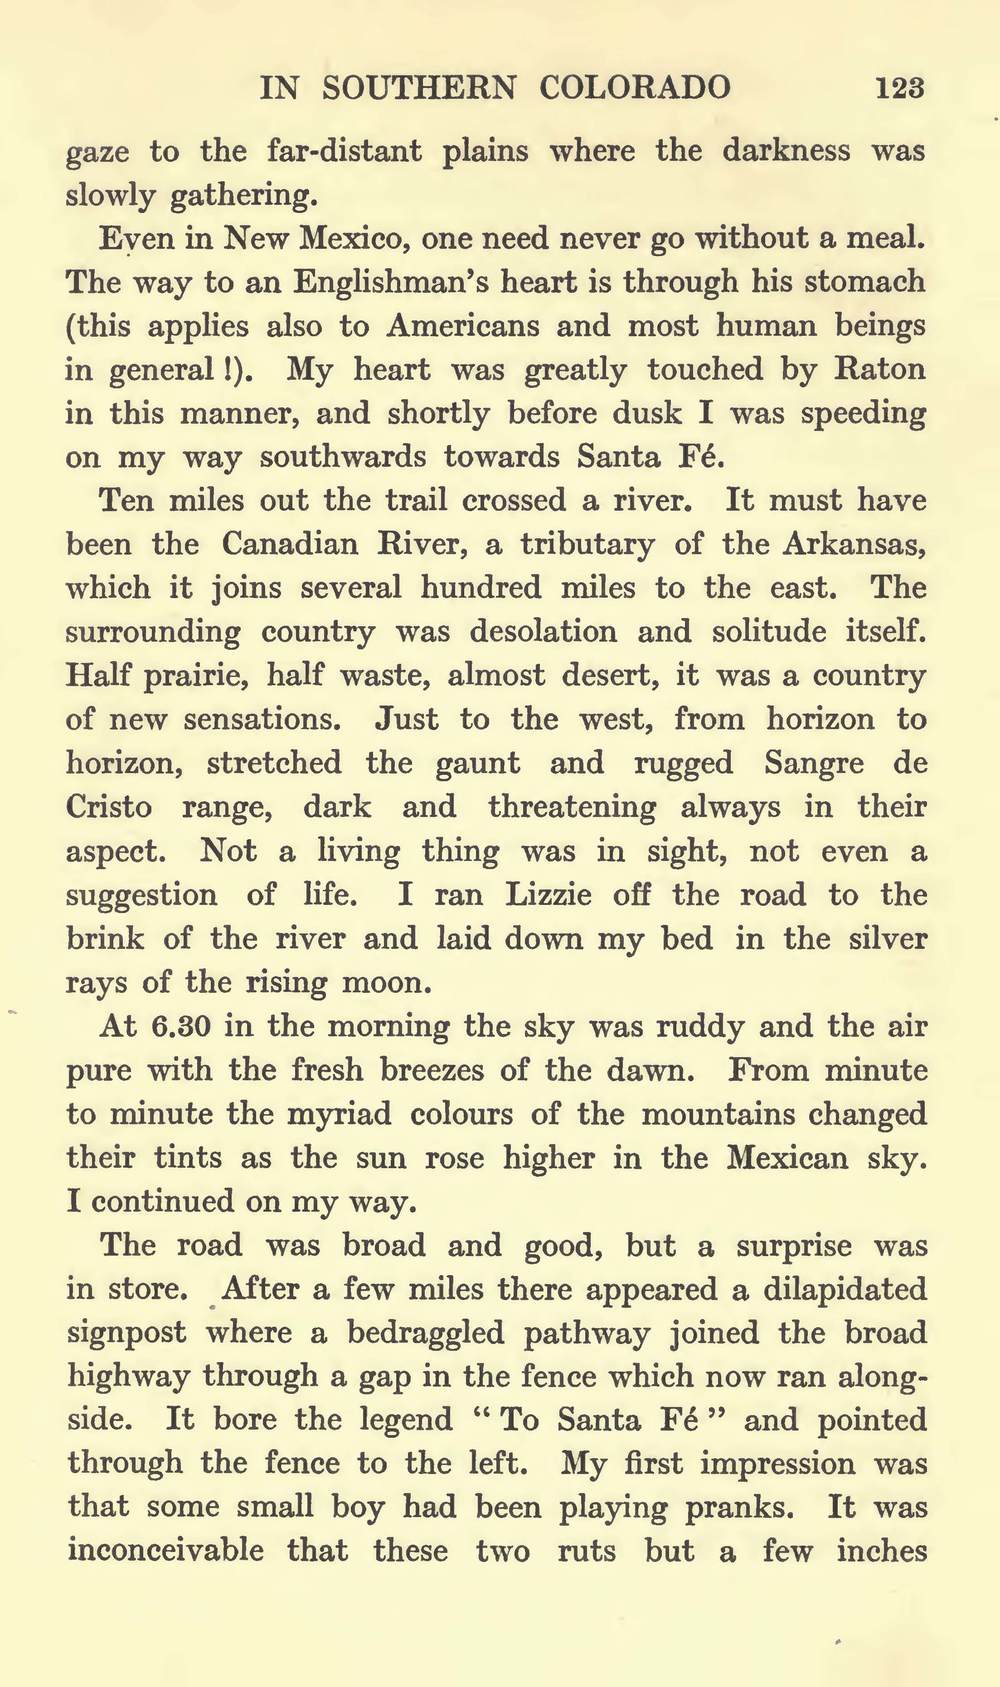 IN SOUTHERN COLORADO 123
gaze to the far-distant plains where the darkness was
slowly gathering.
Even in New Mexico, one need never go without a meal.
The way to an Englishman's heart is through his stomach
(this applies also to Americans and most human beings
in general !). My heart was greatly touched by Raton
in this manner, and shortly before dusk I was speeding
on my way southwards towards Santa Fé.
Ten miles out the trail crossed a river. It must have
been the Canadian River, a tributary of the Arkansas,
which it joins several hundred miles to the east. The
surrounding country was desolation and solitude itself.
Half prairie, half waste, almost desert, it was a country
of new sensations. Just to the west, from horizon to
horizon, stretched the gaunt and rugged Sangre de
Cristo range, dark and threatening always in their
aspect. Not a living thing was in sight, not even a
suggestion of life. I ran Lizzie off the road to the
brink of the river and laid down my bed in the silver
rays of the rising moon.
At 6.30 in the morning the sky was ruddy and the air
pure with the fresh breezes of the dawn. From minute
to minute the myriad colours of the mountains changed
their tints as the sun rose higher in the Mexican sky.
I continued on my way.
The road was broad and good, but a surprise was
in store. After a few miles there appeared a dilapidated
signpost where a bedraggled pathway joined the broad
highway through a gap in the fence which now ran along-
side. It bore the legend “ To Santa Fé ” and pointed
through the fence to the left. My first impression was
that some small boy had been playing pranks. It was
inconceivable that these two ruts but a few inches